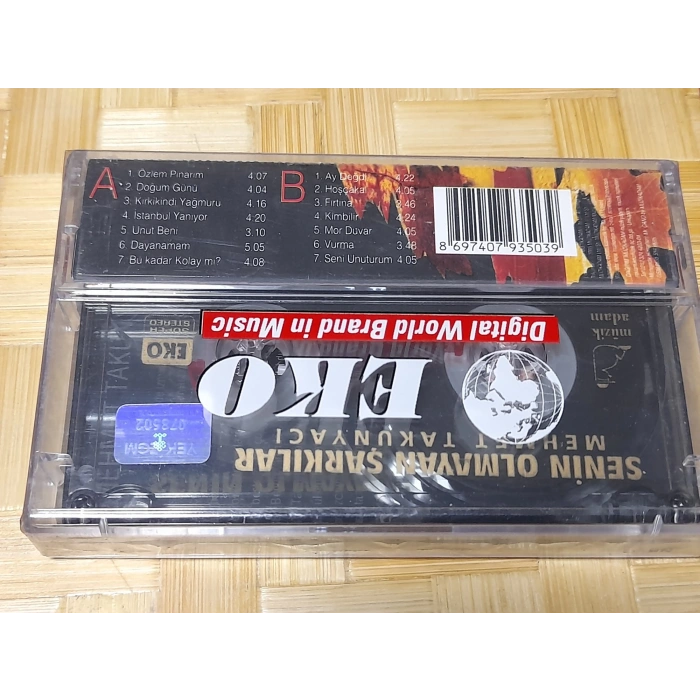 A
1. Özlem Pınarım 4.07
2. Doğum Günü 4.04
3. Kırkikindi Yağmuru 4.16
4. İstanbul Yanıyor 4.20
5. Unut Beni 3.10
6. Dayanamam 5.05
7. Bu kadar Kolay mı? 4.08
B
1. Ay Değdi 4.22
2. Hoşçakal 4.05
3. Fırtına 3.46
4. Kimbilir 4.24
5. Mor Duvar 4.05
6. Vurma 3.48
7. Seni Unuturum 4.05
8 697407 935039
Digital World Brand in Music
EKO
müzik
adam
SUPER
STEREO
EKO
078502
SENİN OLMAYAN ŞARKILAR
MEHMET TAKUNYACI